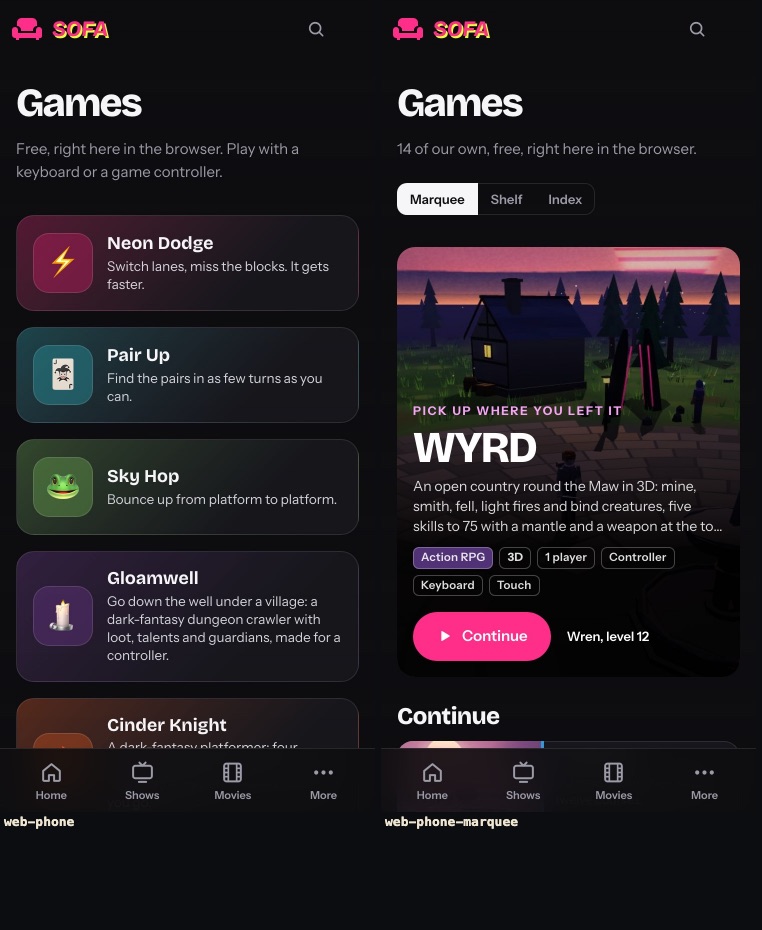 SOFA
Games
Free, right here in the browser. Play with a
keyboard or a game controller.
Neon Dodge
Switch lanes, miss the blocks. It gets
faster.
Pair Up
Find the pairs in as few turns as you
can.
Sky Hop
Bounce up from platform to platform.
Gloamwell
Go down the well under a village: a
dark-fantasy dungeon crawler with
loot, talents and guardians, made for a
controller.
Cinder Knight
A dark-fantasy platformer: four
Home
Shows
Movies
More
web-phone
SOFA
Games
14 of our own, free, right here in the browser.
Marquee
Shelf
Index
PICK UP WHERE YOU LEFT IT
WYRD
An open country round the Maw in 3D: mine,
smith, fell, light fires and bind creatures, five
skills to 75 with a mantle and a weapon at the to...
Action RPG
3D
1 player
Controller
Keyboard
Touch
Continue
Wren, level 12
Continue
Home
Shows
Movies
More
web-phone-marquee